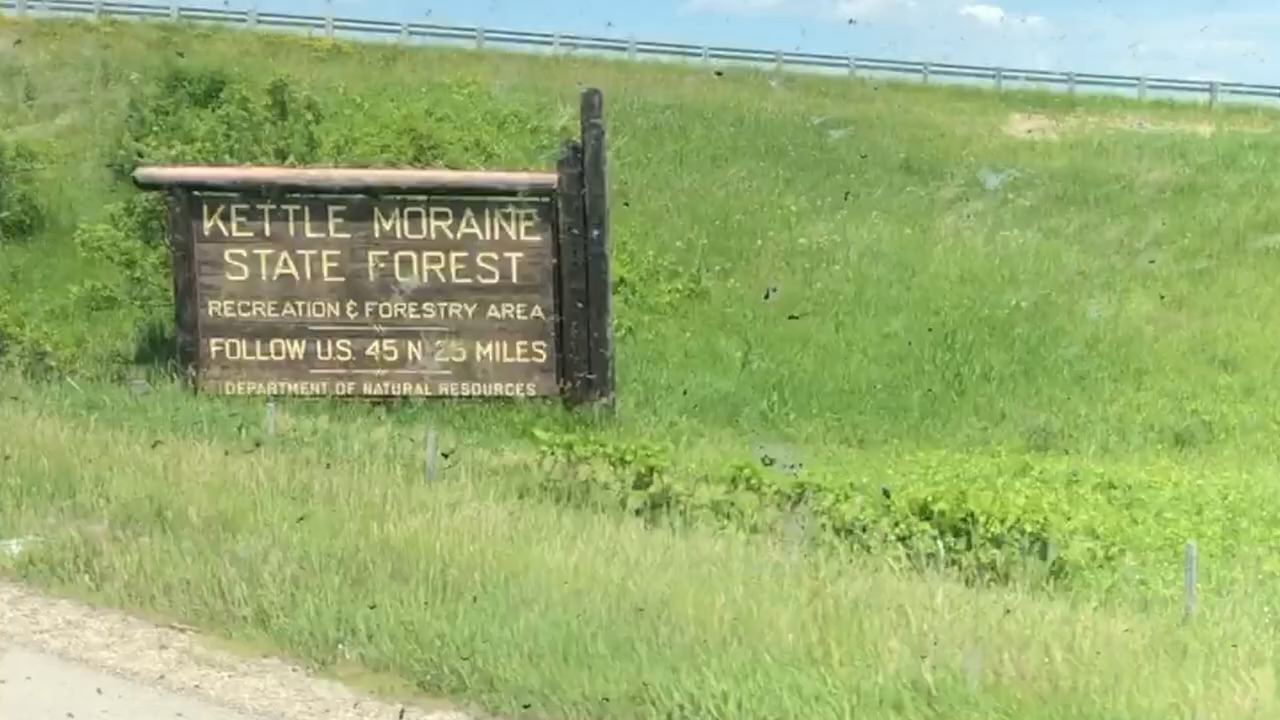 KETTLE MORAINE
STATE FOREST
RECREATION & FORESTRY AREA
FOLLOW U.S. 45 N 25 MILES
DEPARTMENT OF NATURAL RESOURCES